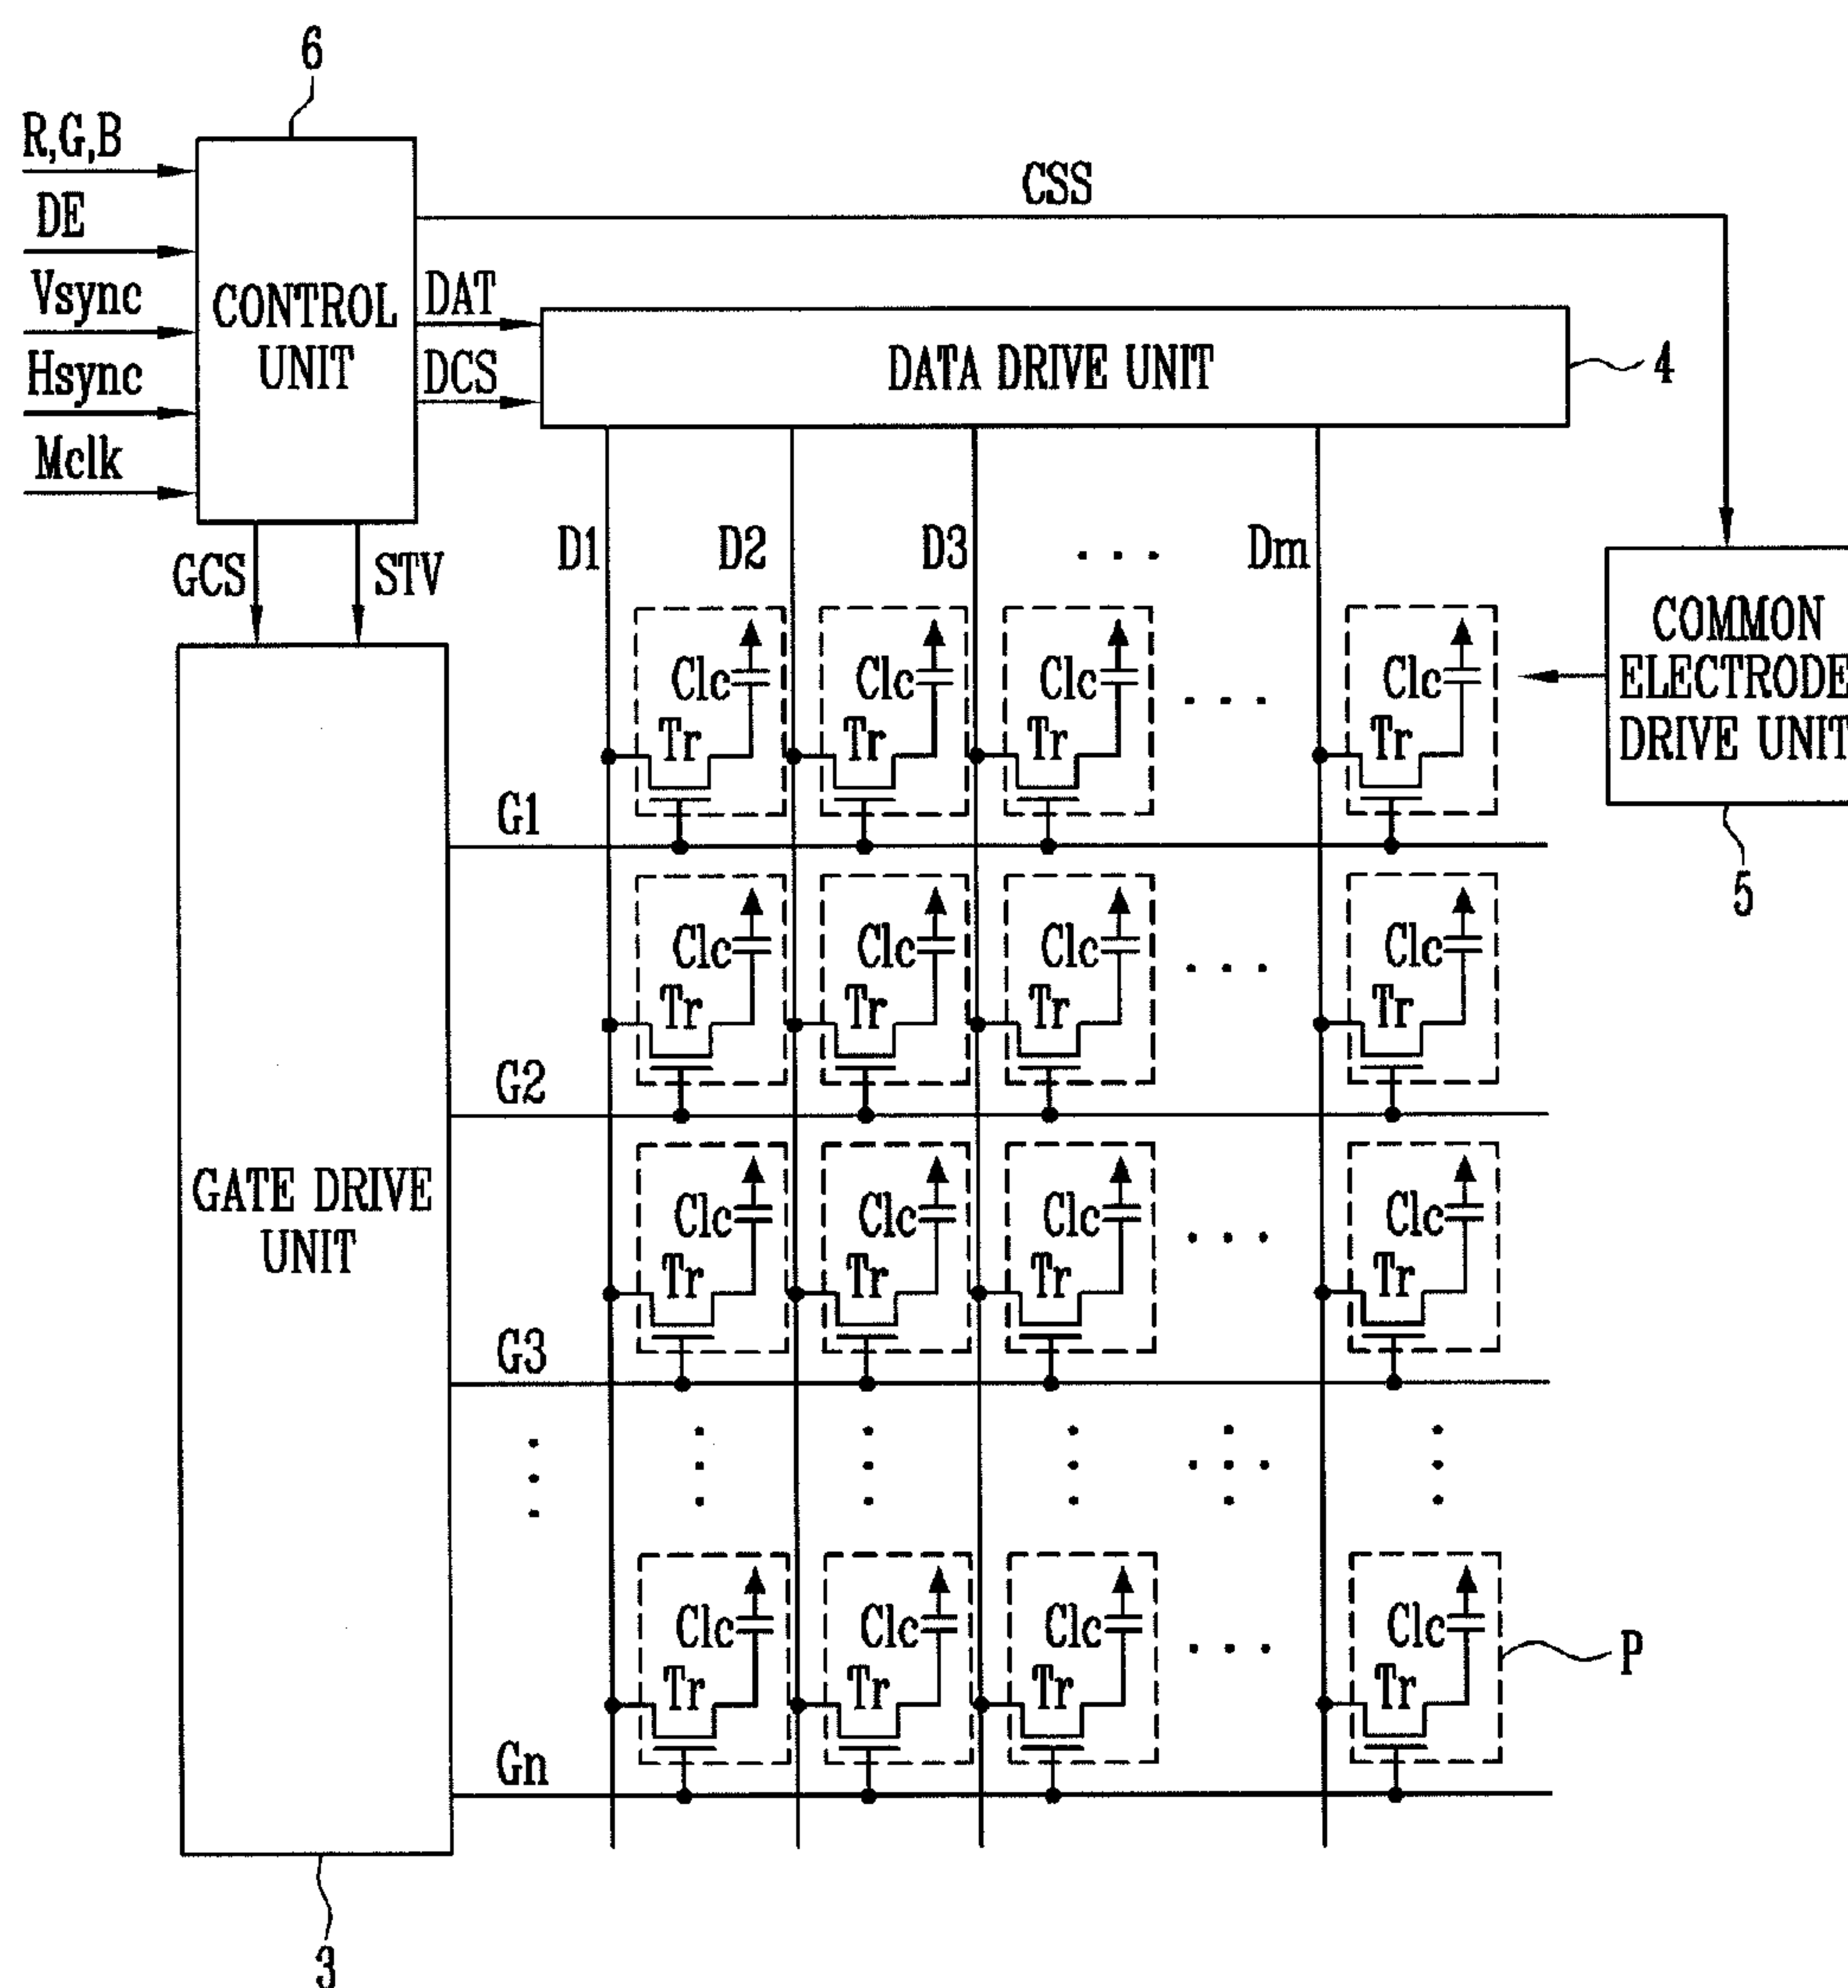 6
R,G,B
DE
Vsync
Hsync
Mclk
CONTROL
UNIT
CSS
DAT
DCS
DATA DRIVE UNIT
4
GCS
STV
D1
D2
D3
. . .
Dm
COMMON
ELECTRODE
DRIVE UNIT
5
Clc
Clc
Clc
. . .
Clc
Tr
Tr
Tr
Tr
G1
Clc
Clc
Clc
. . .
Clc
Tr
Tr
Tr
Tr
G2
GATE DRIVE
UNIT
Clc
Clc
Clc
. . .
Clc
Tr
Tr
Tr
Tr
G3
Clc
Clc
Clc
. . .
Clc
P
Tr
Tr
Tr
Tr
Gn
3